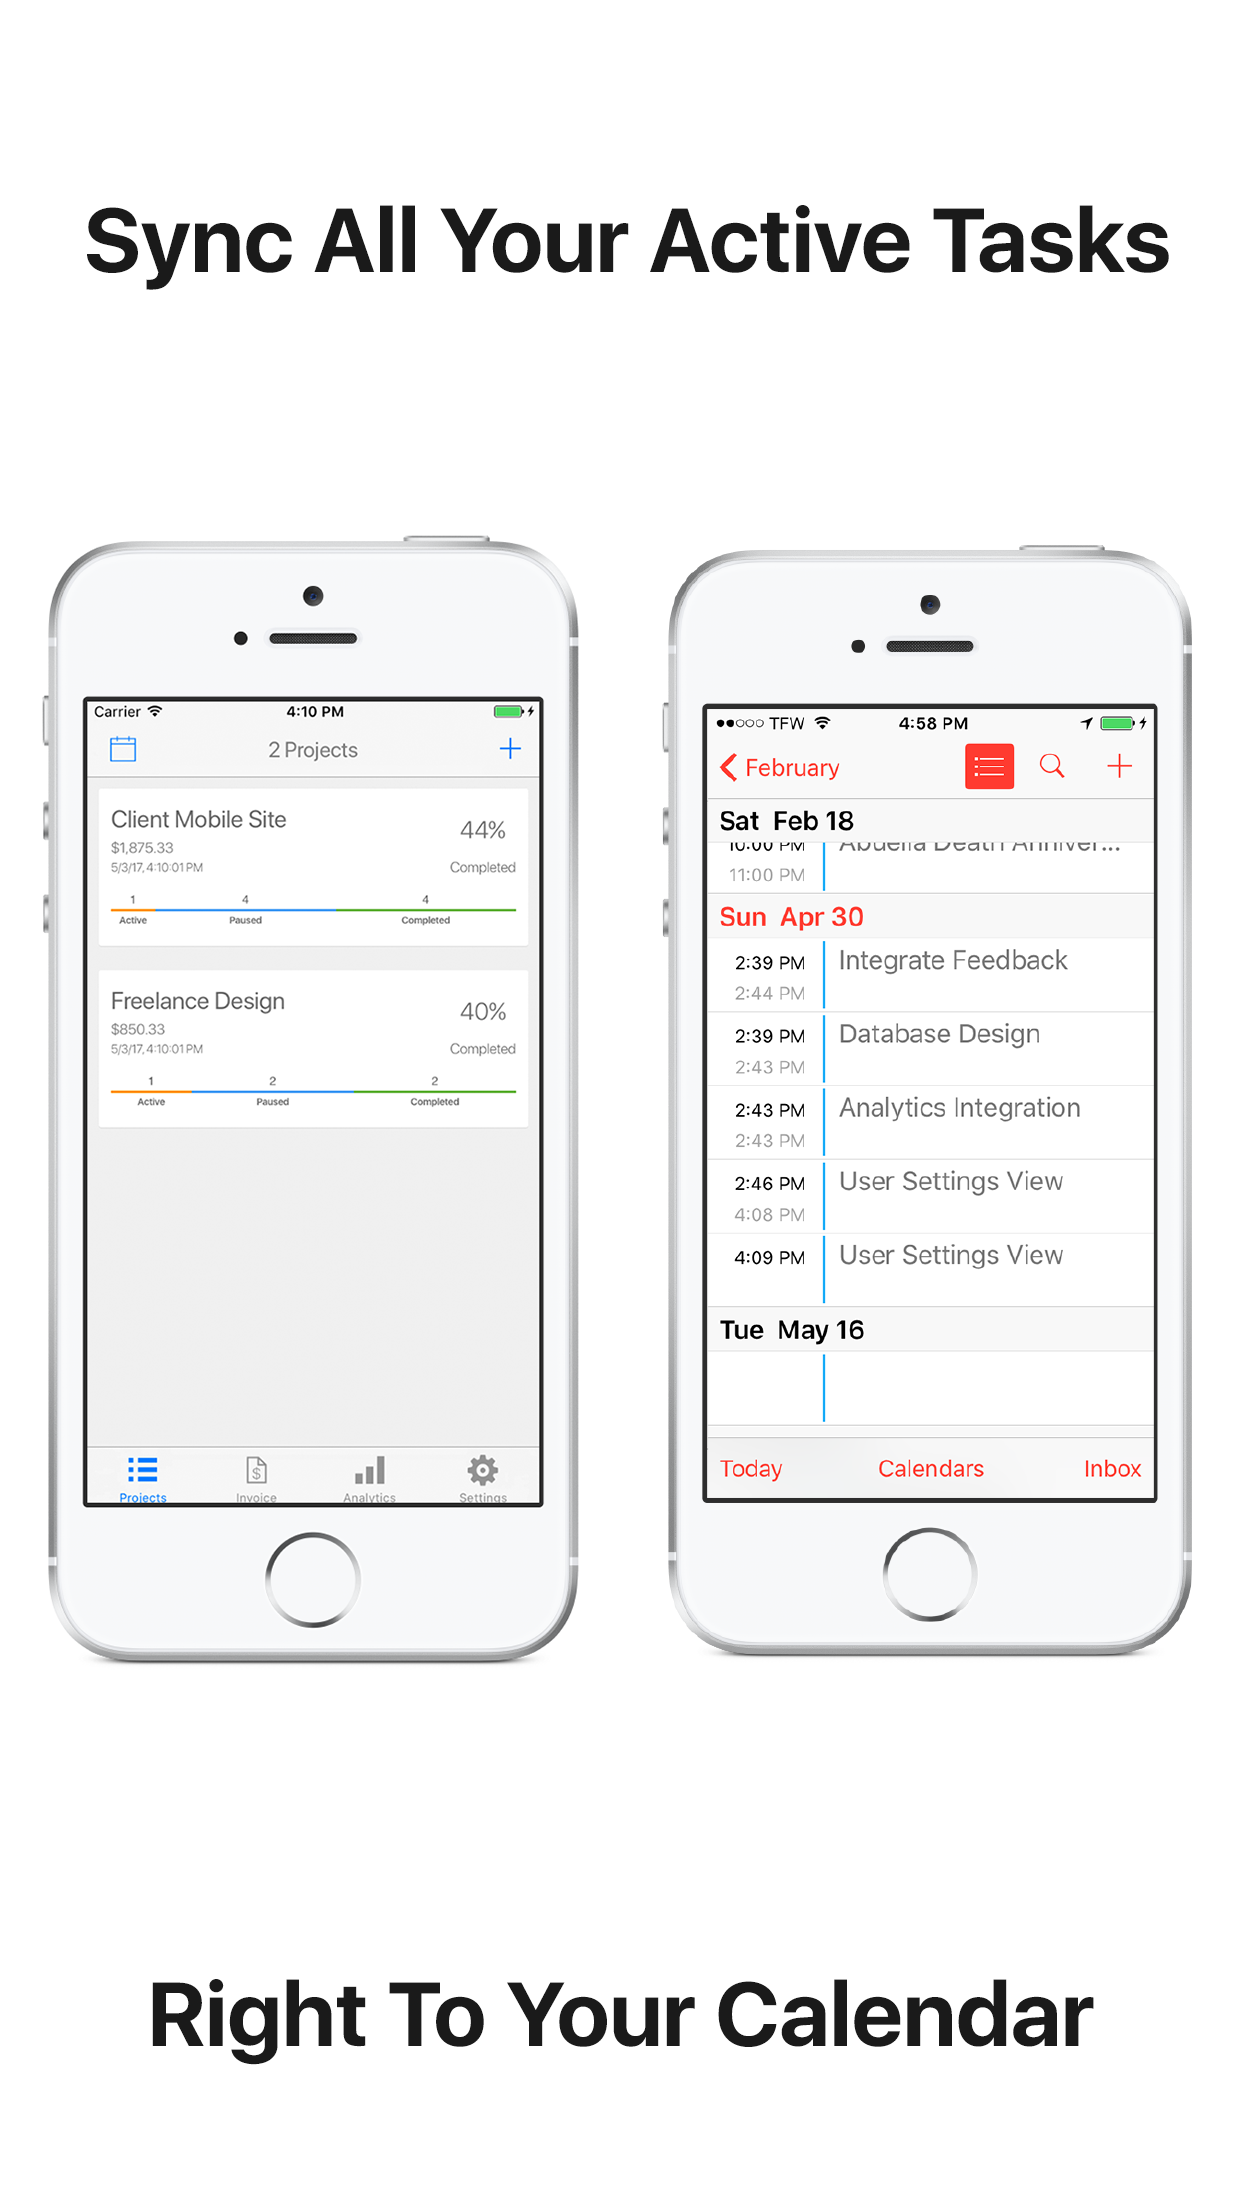 Sync All Your Active Tasks
Carrier 4:10 PM
2 Projects
Client Mobile Site
$1,875.33
5/3/17, 4:10:01 PM
44%
Completed
1 4 4
Active Paused Completed
Freelance Design
$850.33
5/3/17, 4:10:01 PM
40%
Completed
1 2 2
Active Paused Completed
Projects Invoice Analytics Settings
TFW 4:58 PM
February
Sat Feb 18
10:00 PM Abuella Death Anniver...
11:00 PM
Sun Apr 30
2:39 PM Integrate Feedback
2:44 PM
2:39 PM Database Design
2:43 PM
2:43 PM Analytics Integration
2:43 PM
2:46 PM User Settings View
4:08 PM
4:09 PM User Settings View
Tue May 16
Today Calendars Inbox
Right To Your Calendar